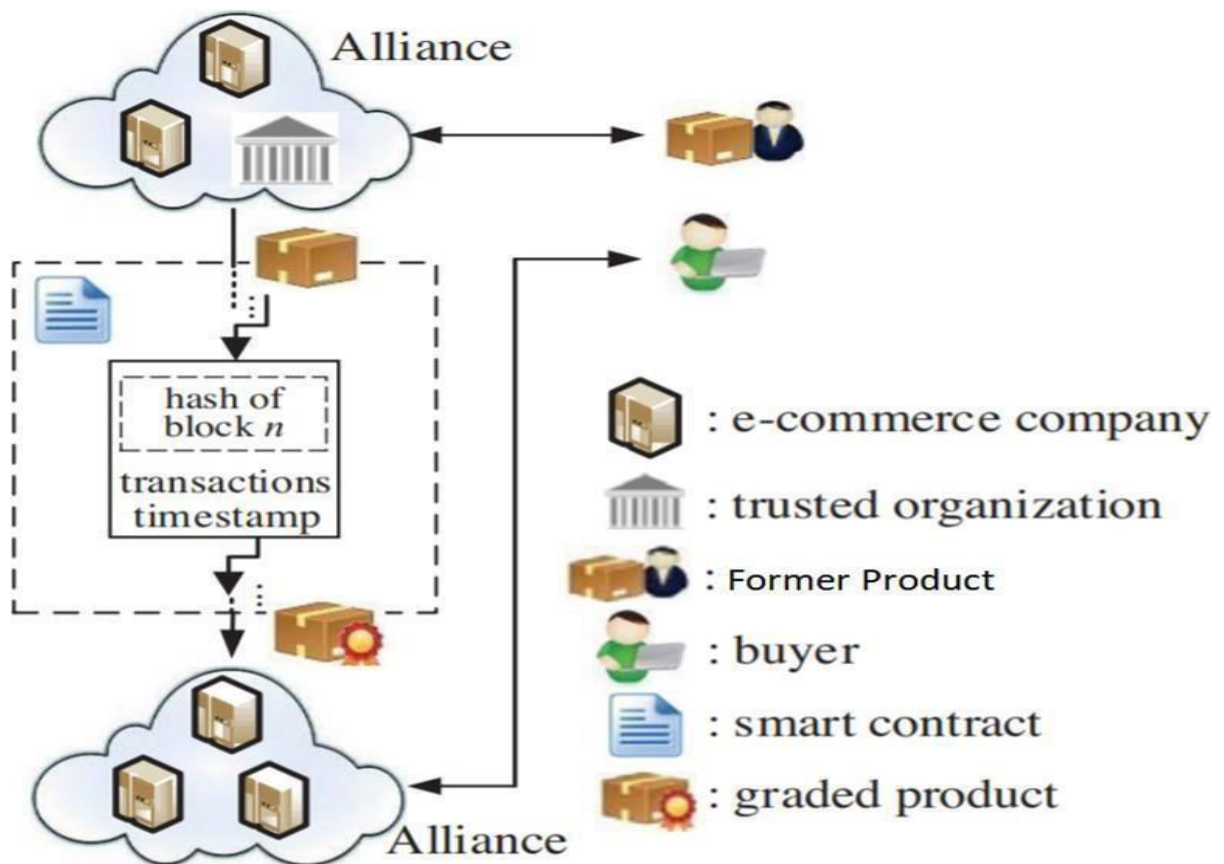 Alliance
hash of
block n
transactions
timestamp
Alliance
: e-commerce company
: trusted organization
: Former Product
: buyer
: smart contract
: graded product